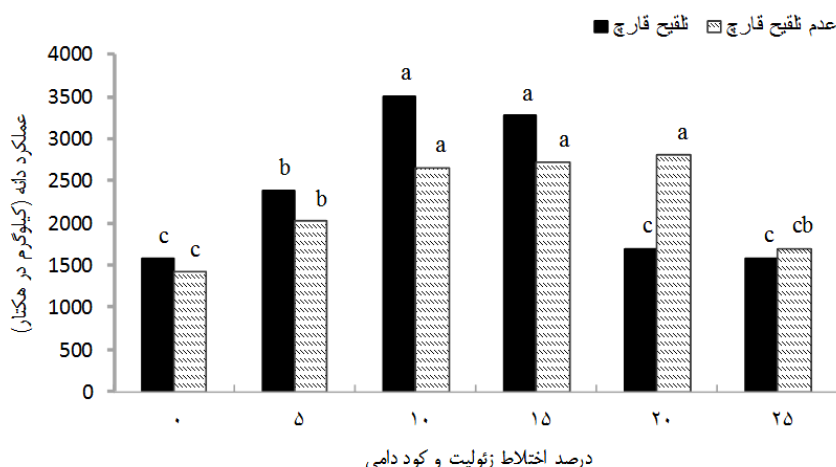 تلقیح قارچ عدم تلقیح قارچ
عملکرد دانه (کیلوگرم در هکتار)
4000
3500
3000
2500
2000
1500
1000
500
0
c c
b b
a a
a a
c a
c cb
۰ ۵ ۱۰ ۱۵ ۲۰ ۲۵
درصد اختلاط زئولیت و کود دامی